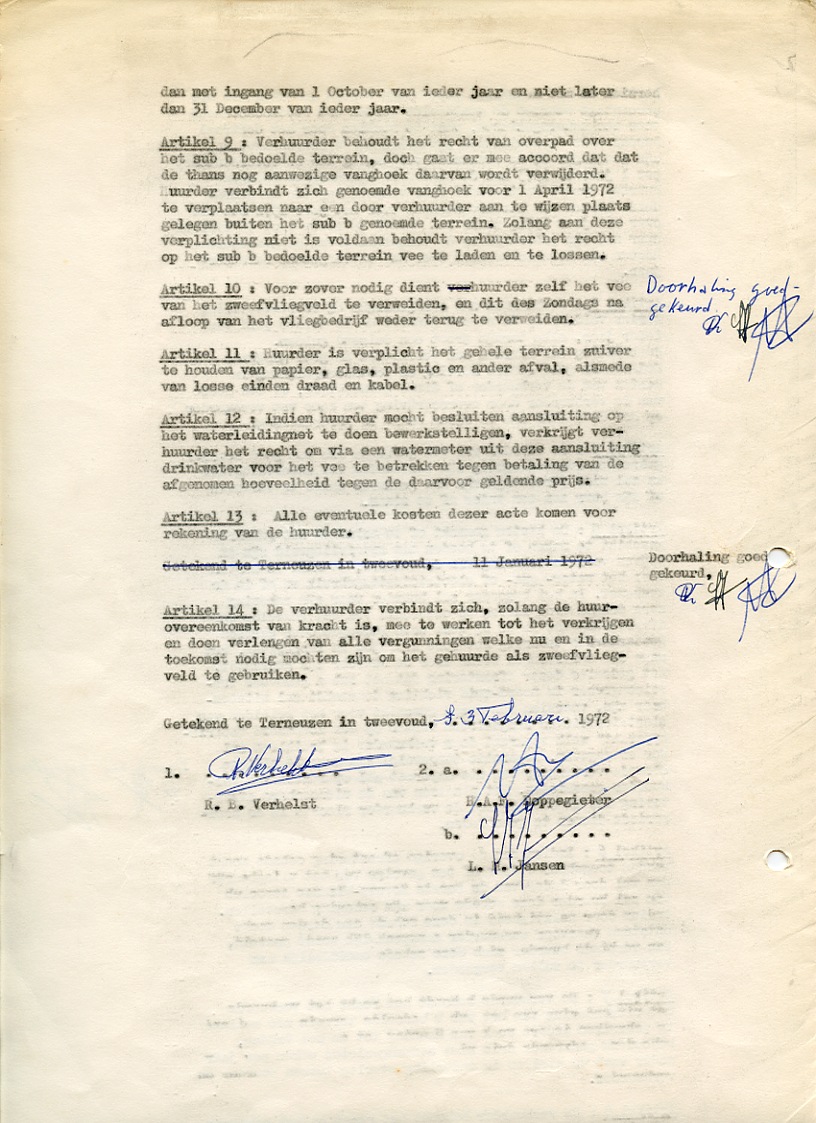 dan met ingang van 1 October van ieder jaar en niet later
dan 31 December van ieder jaar.
Artikel 9 : Verhuurder behoudt het recht van overpad over
het sub b bedoelde terrein, doch gaat er mee accoord dat dat
de thans nog aanwezige vanghoek daarvan wordt verwijderd.
Huurder verbindt zich genoemde vanghoek voor 1 April 1972
te verplaatsen naar een door verhuurder aan te wijzen plaats
gelegen buiten het sub b genoemde terrein. Zolang aan deze
verplichting niet is voldaan behoudt verhuurder het recht
op het sub b bedoelde terrein vee te laden en te lossen.
Artikel 10 : Voor zover nodig dient verhuurder zelf het vee
van het zweefvliegveld te verweiden, en dit des Zondags na
afloop van het vliegbedrijf weder terug te verweiden.
Doorhaling goed-
gekeurd
Artikel 11 : Huurder is verplicht het gehele terrein zuiver
te houden van papier, glas, plastic en ander afval, alsmede
van losse einden draad en kabel.
Artikel 12 : Indien huurder mocht besluiten aansluiting op
het waterleidingnet te doen bewerkstelligen, verkrijgt ver-
huurder het recht om via een watermeter uit deze aansluiting
drinkwater voor het vee te betrekken tegen betaling van de
afgenomen hoeveelheid tegen de daarvoor geldende prijs.
Artikel 13 : Alle eventuele kosten dezer acte komen voor
rekening van de huurder.
Getekend te Terneuzen in tweevoud, 11 Januari 1972
Doorhaling goed
gekeurd,
Artikel 14 : De verhuurder verbindt zich, zolang de huur-
overeenkomst van kracht is, mee te werken tot het verkrijgen
en doen verlengen van alle vergunningen welke nu en in de
toekomst nodig mochten zijn om het gehuurde als zweefvlieg-
veld te gebruiken.
Getekend te Terneuzen in tweevoud, 3 Februari. 1972
1. RVerhelst 2. a. . . . . . . . . . .
R. B. Verhelst Hoppegieter
b. . . . . . . . . .
L. Jansen